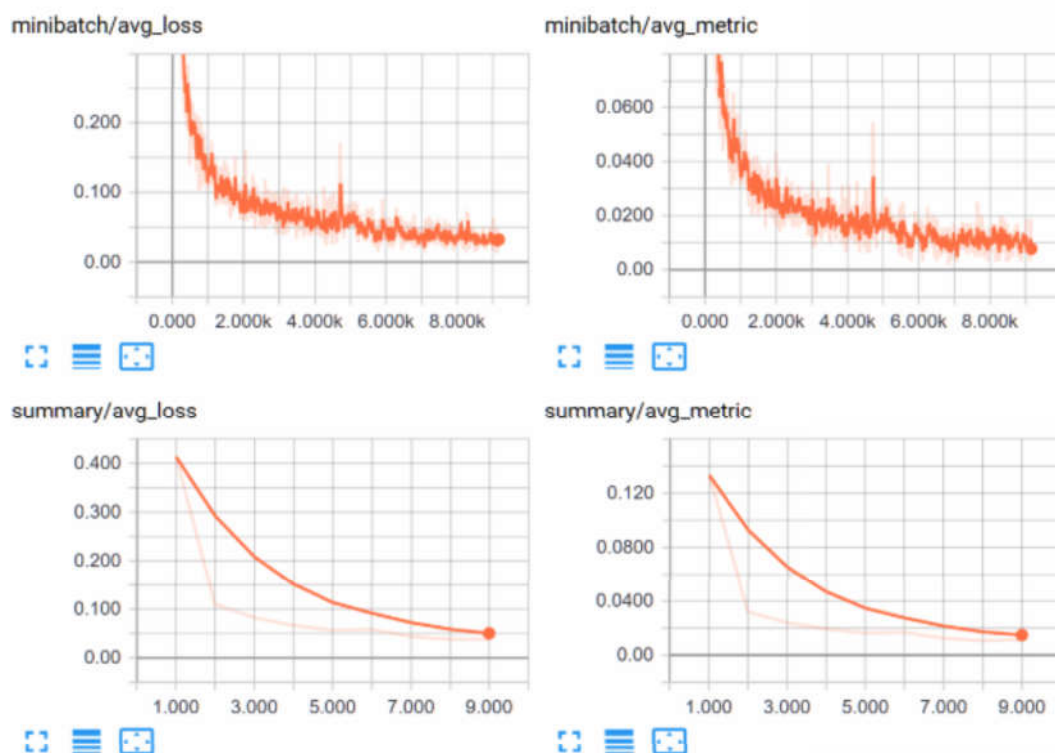 minibatch/avg_loss
0.200
0.100
0.00
0.000 2.000k 4.000k 6.000k 8.000k
minibatch/avg_metric
0.0600
0.0400
0.0200
0.00
0.000 2.000k 4.000k 6.000k 8.000k
summary/avg_loss
0.400
0.300
0.200
0.100
0.00
1.000 3.000 5.000 7.000 9.000
summary/avg_metric
0.120
0.0800
0.0400
0.00
1.000 3.000 5.000 7.000 9.000